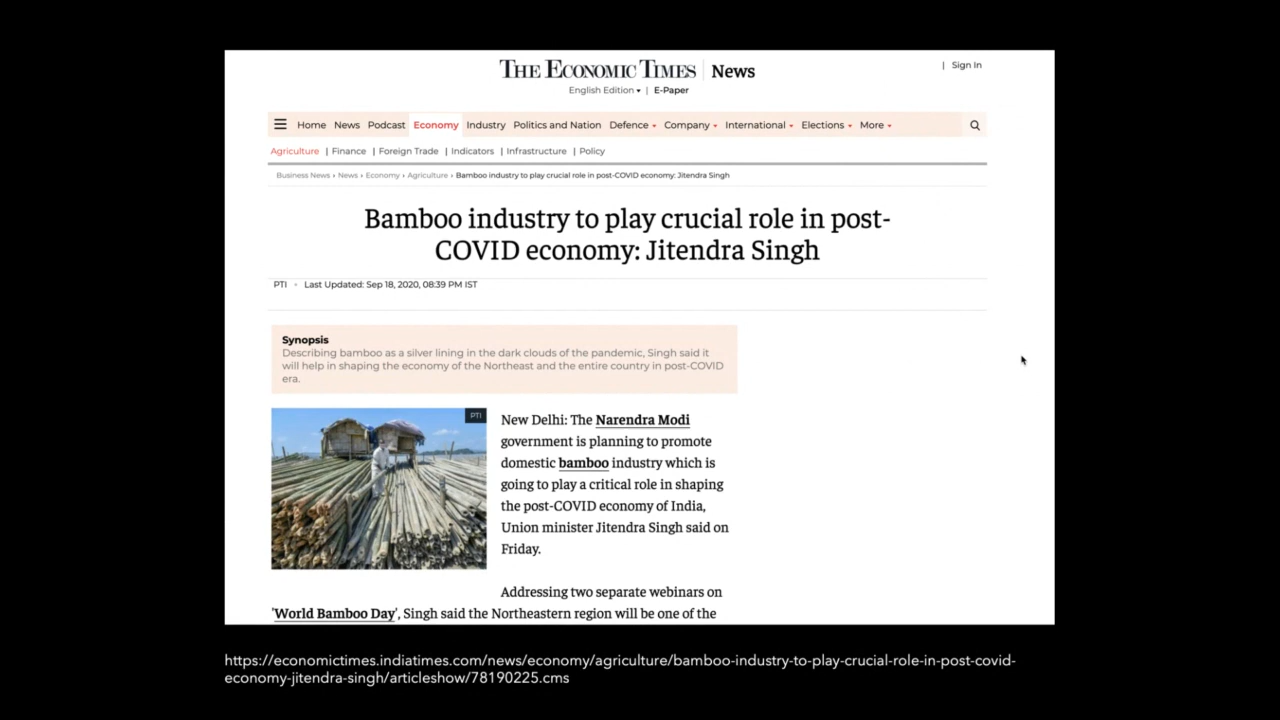 THE ECONOMIC TIMES | News
| Sign In
English Edition | E-Paper
Home News Podcast Economy Industry Politics and Nation Defence Company International Elections More
Agriculture | Finance | Foreign Trade | Indicators | Infrastructure | Policy
Business News › News › Economy › Agriculture › Bamboo industry to play crucial role in post-COVID economy: Jitendra Singh
Bamboo industry to play crucial role in post-
COVID economy: Jitendra Singh
PTI • Last Updated: Sep 18, 2020, 08:39 PM IST
Synopsis
Describing bamboo as a silver lining in the dark clouds of the pandemic, Singh said it
will help in shaping the economy of the Northeast and the entire country in post-COVID
era.
PTI
New Delhi: The Narendra Modi
government is planning to promote
domestic bamboo industry which is
going to play a critical role in shaping
the post-COVID economy of India,
Union minister Jitendra Singh said on
Friday.
Addressing two separate webinars on
'World Bamboo Day', Singh said the Northeastern region will be one of the
https://economictimes.indiatimes.com/news/economy/agriculture/bamboo-industry-to-play-crucial-role-in-post-covid-
economy-jitendra-singh/articleshow/78190225.cms